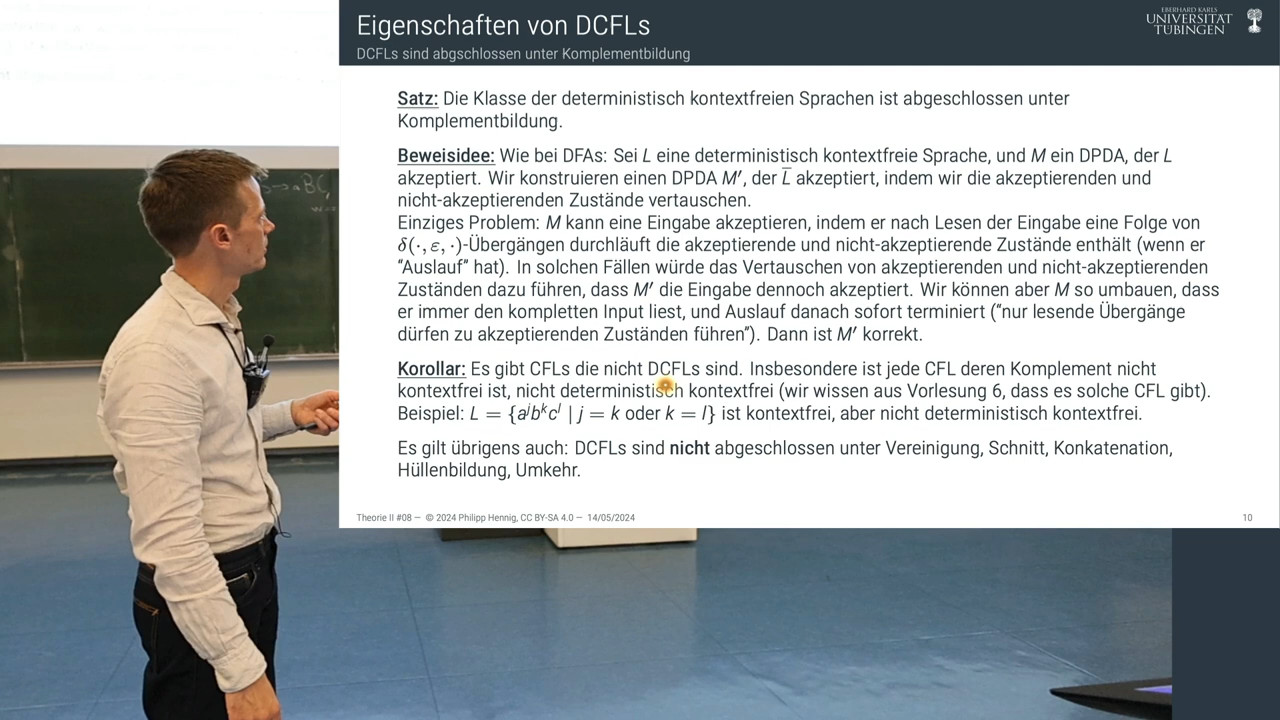 Eigenschaften von DCFLs
DCFLs sind abgschlossen unter Komplementbildung
EBERHARD KARLS
UNIVERSITÄT
TÜBINGEN
Satz: Die Klasse der deterministisch kontextfreien Sprachen ist abgeschlossen unter
Komplementbildung.
Beweisidee: Wie bei DFAs: Sei L eine deterministisch kontextfreie Sprache, und M ein DPDA, der L
akzeptiert. Wir konstruieren einen DPDA M′, der L̅ akzeptiert, indem wir die akzeptierenden und
nicht-akzeptierenden Zustände vertauschen.
Einziges Problem: M kann eine Eingabe akzeptieren, indem er nach Lesen der Eingabe eine Folge von
δ(·, ε, ·)-Übergängen durchläuft die akzeptierende und nicht-akzeptierende Zustände enthält (wenn er
“Auslauf” hat). In solchen Fällen würde das Vertauschen von akzeptierenden und nicht-akzeptierenden
Zuständen dazu führen, dass M′ die Eingabe dennoch akzeptiert. Wir können aber M so umbauen, dass
er immer den kompletten Input liest, und Auslauf danach sofort terminiert (“nur lesende Übergänge
dürfen zu akzeptierenden Zuständen führen”). Dann ist M′ korrekt.
Korollar: Es gibt CFLs die nicht DCFLs sind. Insbesondere ist jede CFL deren Komplement nicht
kontextfrei ist, nicht deterministisch kontextfrei (wir wissen aus Vorlesung 6, dass es solche CFL gibt).
Beispiel: L = {aʲbᵏcˡ | j = k oder k = l} ist kontextfrei, aber nicht deterministisch kontextfrei.
Es gilt übrigens auch: DCFLs sind nicht abgeschlossen unter Vereinigung, Schnitt, Konkatenation,
Hüllenbildung, Umkehr.
Theorie II #08 — © 2024 Philipp Hennig, CC BY-SA 4.0 — 14/05/2024
10